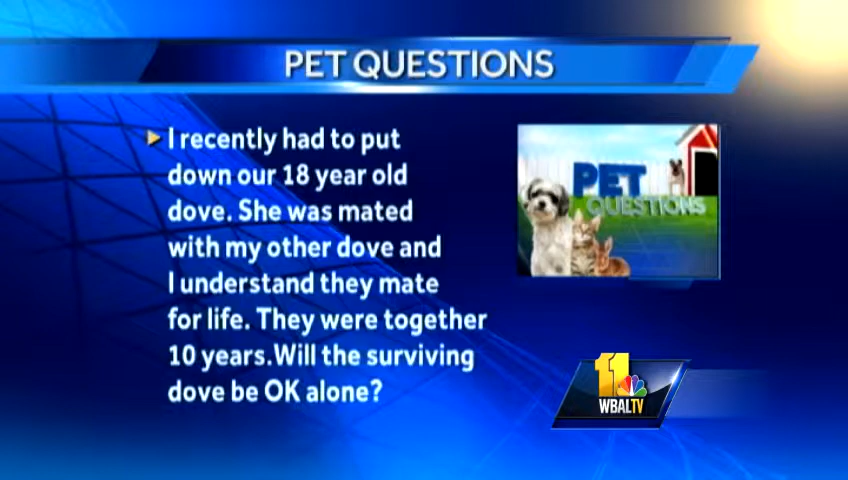 PET QUESTIONS
I recently had to put
down our 18 year old
dove. She was mated
with my other dove and
I understand they mate
for life. They were together
10 years.Will the surviving
dove be OK alone?
PET
QUESTIONS
11
WBALTV